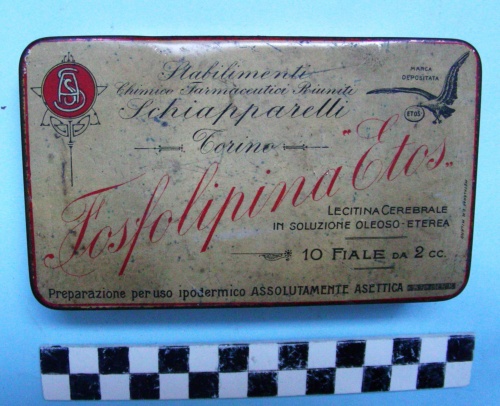 Stabilimenti
Chimico Farmaceutici Riuniti
Schiapparelli
Torino
MARCA
DEPOSITATA
ETOS
Fosfolipina "Etos"
LECITINA CEREBRALE
IN SOLUZIONE OLEOSO-ETEREA
10 FIALE DA 2 CC.
Preparazione per uso ipodermico ASSOLUTAMENTE ASETTICA